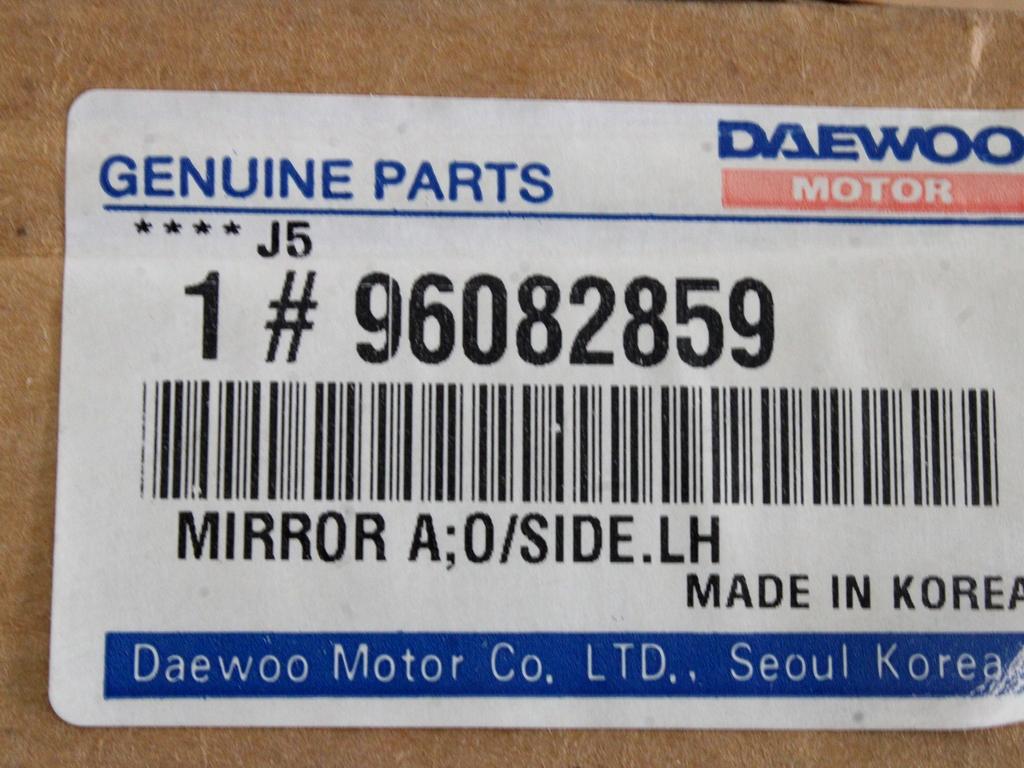 GENUINE PARTS
DAEWOO
MOTOR
**** J5
1 # 96082859
MIRROR A;O/SIDE.LH
MADE IN KOREA
Daewoo Motor Co. LTD., Seoul Korea